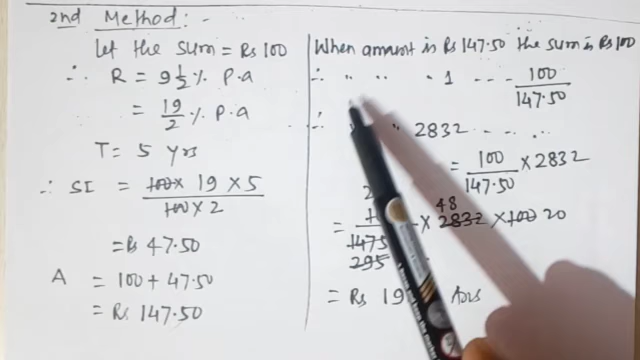 2nd Method:-
Let the sum = Rs 100
∴ R = 9 1/2 % P.a
= 19/2 % P.a
T = 5 yrs
∴ SI = 100 × 19 × 5
100 × 2
= Rs 47.50
A = 100 + 47.50
= Rs 147.50
When amount is Rs 147.50 the sum is Rs 100
∴ " " " 1 - - - 100/147.50
∴ " 2832 - - . . .
= 100/147.50 × 2832
2
48
= 1 × 2832 × 100 20
1475
295
= Rs 19 Ans